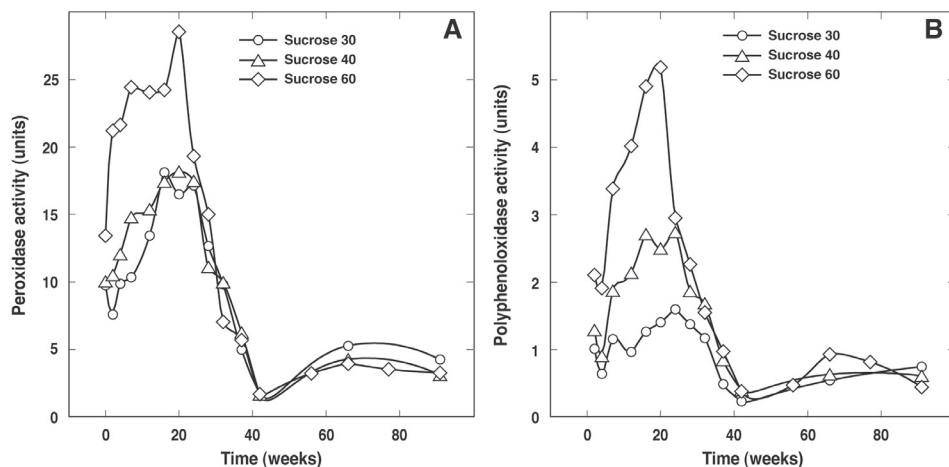 A
Sucrose 30
Sucrose 40
Sucrose 60
Peroxidase activity (units)
25
20
15
10
5
0
0 20 40 60 80
Time (weeks)
B
Sucrose 30
Sucrose 40
Sucrose 60
Polyphenoloxidase activity (units)
5
4
3
2
1
0
0 20 40 60 80
Time (weeks)